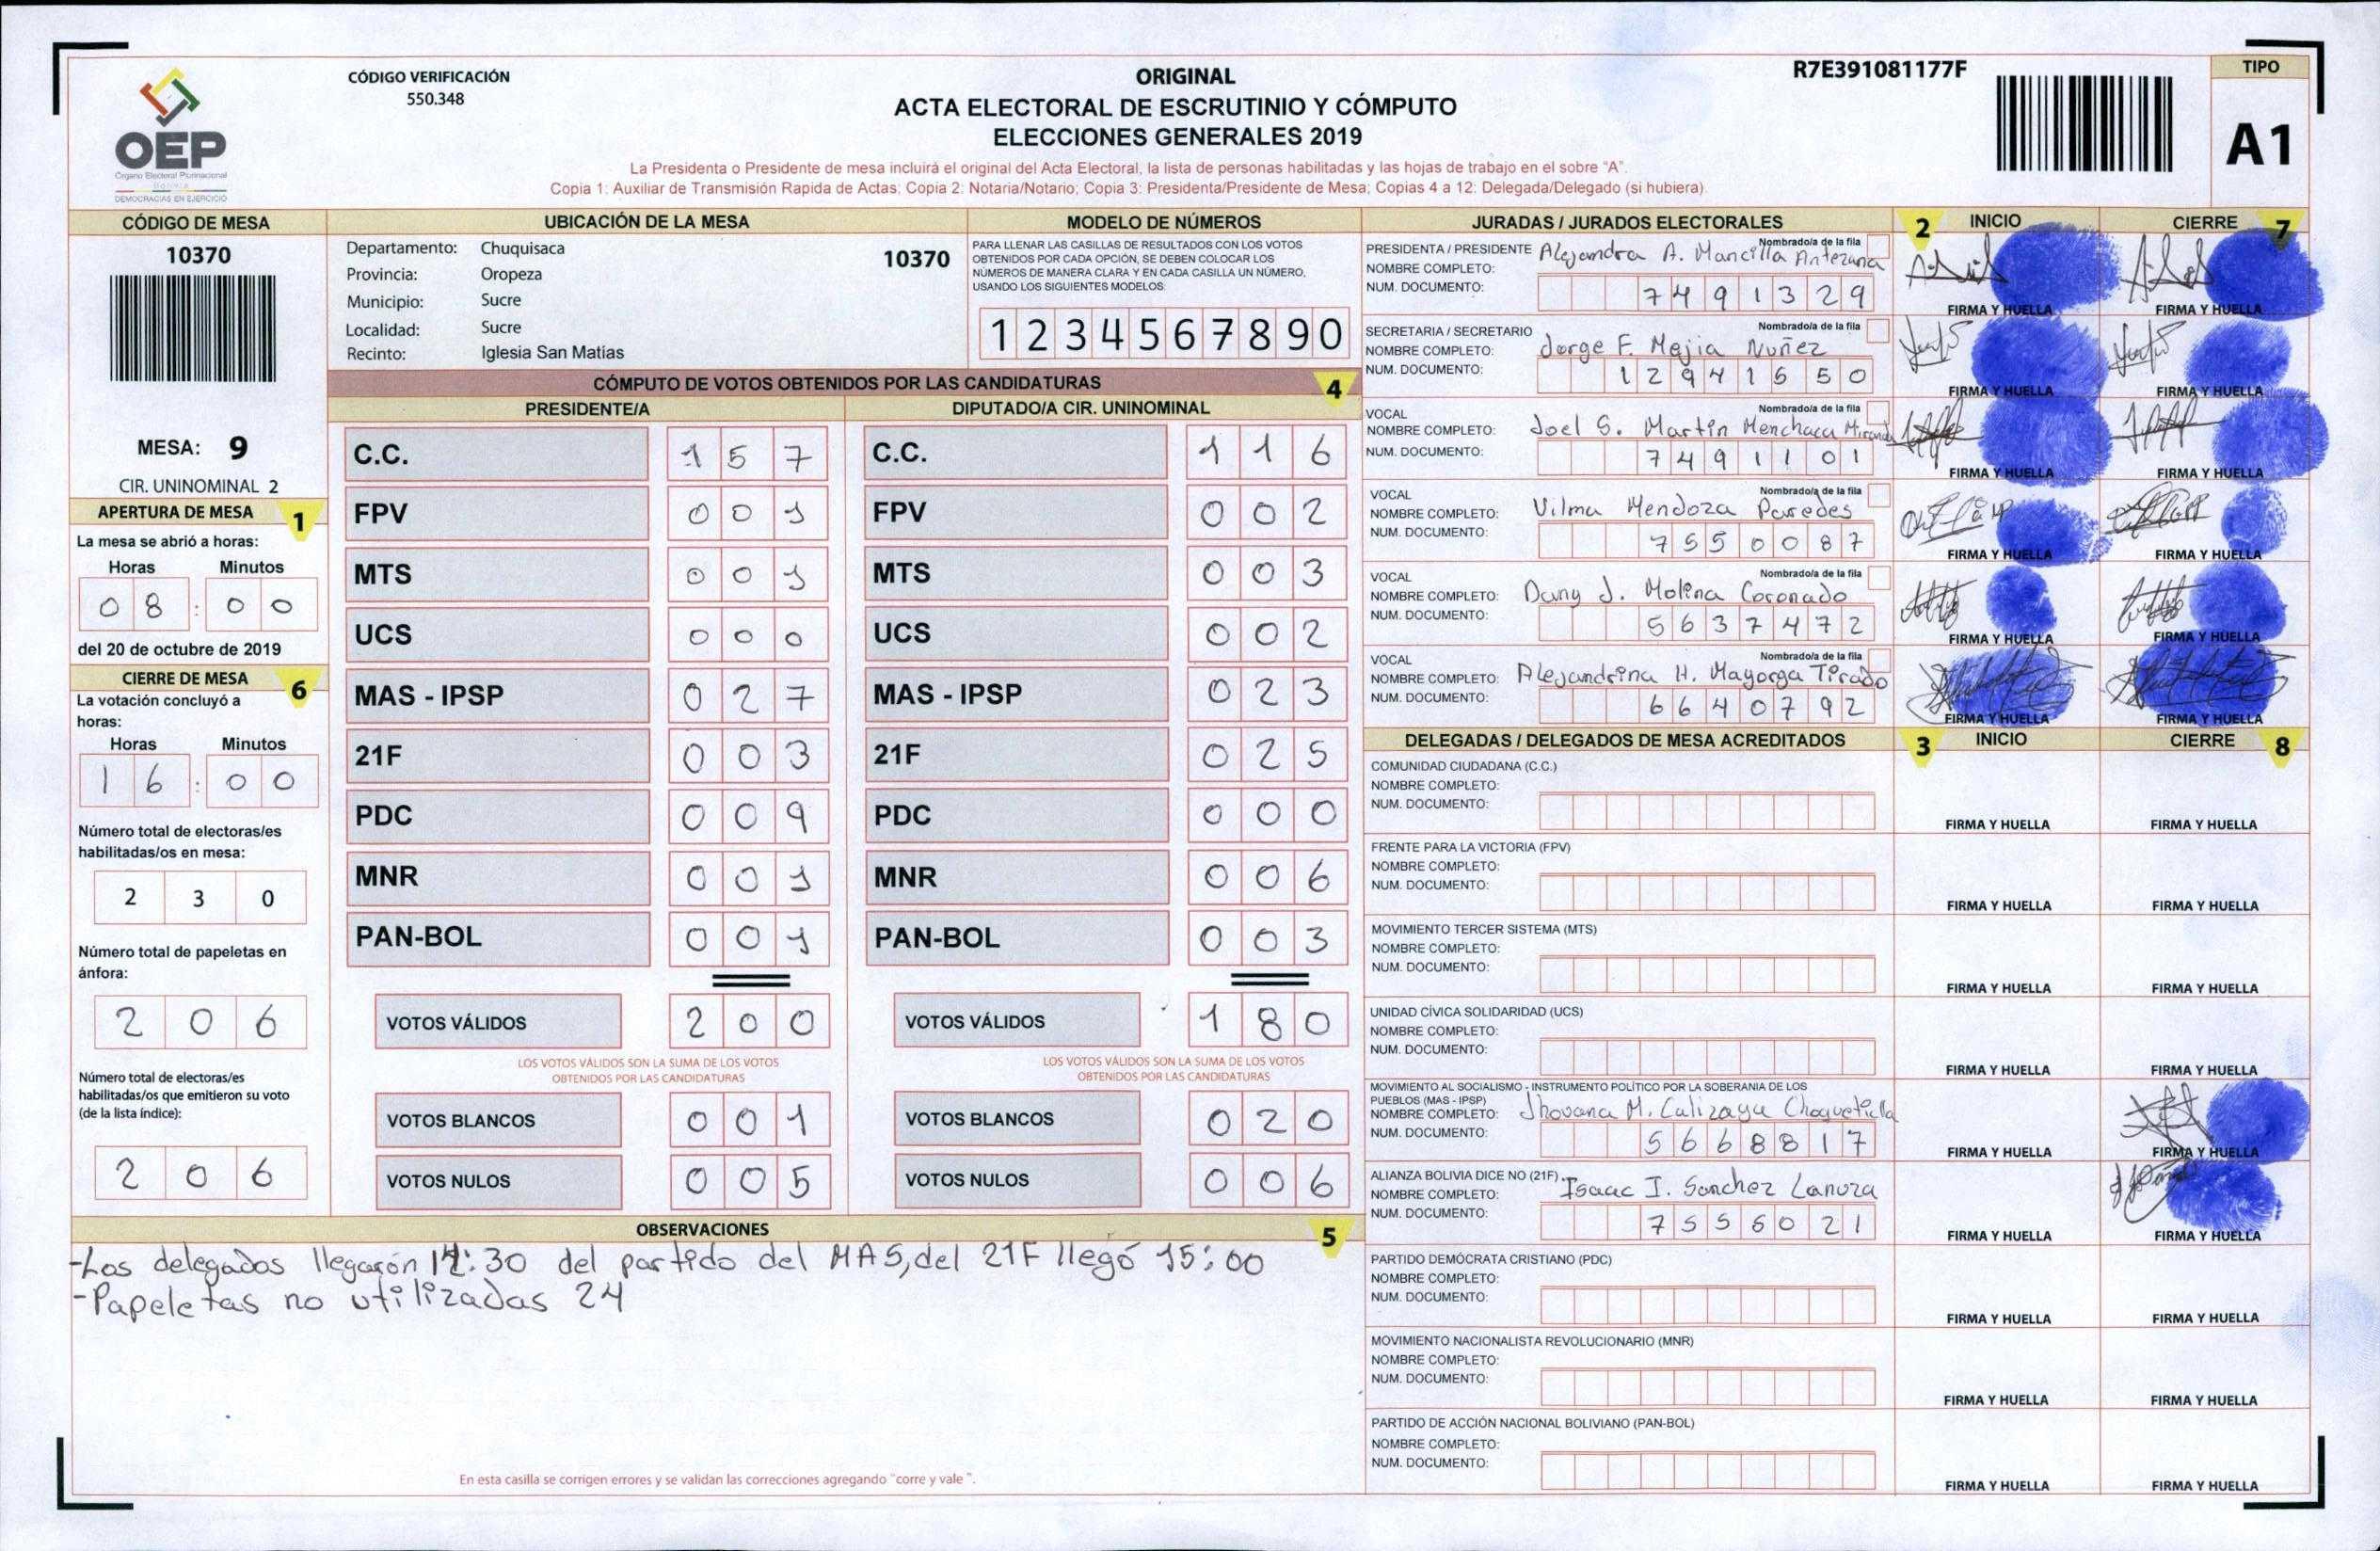 CÓDIGO VERIFICACIÓN
550.348
ORIGINAL
ACTA ELECTORAL DE ESCRUTINIO Y CÓMPUTO
ELECCIONES GENERALES 2019
R7E391081177F
TIPO
A1
OEP
Órgano Electoral Plurinacional
BOLIVIA
DEMOCRACIAS EN EJERCICIO
La Presidenta o Presidente de mesa incluirá el original del Acta Electoral, la lista de personas habilitadas y las hojas de trabajo en el sobre "A".
Copia 1: Auxiliar de Transmisión Rapida de Actas; Copia 2: Notaria/Notario; Copia 3: Presidenta/Presidente de Mesa; Copias 4 a 12: Delegada/Delegado (si hubiera).
CÓDIGO DE MESA
10370
MESA: 9
CIR. UNINOMINAL 2
APERTURA DE MESA 1
La mesa se abrió a horas:
Horas Minutos
0 8 : 0 0
del 20 de octubre de 2019
CIERRE DE MESA 6
La votación concluyó a
horas:
Horas Minutos
1 6 : 0 0
Número total de electoras/es
habilitadas/os en mesa:
2 3 0
Número total de papeletas en
ánfora:
2 0 6
Número total de electoras/es
habilitadas/os que emitieron su voto
(de la lista índice):
2 0 6
UBICACIÓN DE LA MESA
Departamento: Chuquisaca 10370
Provincia: Oropeza
Municipio: Sucre
Localidad: Sucre
Recinto: Iglesia San Matías
MODELO DE NÚMEROS
PARA LLENAR LAS CASILLAS DE RESULTADOS CON LOS VOTOS
OBTENIDOS POR CADA OPCIÓN, SE DEBEN COLOCAR LOS
NÚMEROS DE MANERA CLARA Y EN CADA CASILLA UN NÚMERO,
USANDO LOS SIGUIENTES MODELOS:
1 2 3 4 5 6 7 8 9 0
CÓMPUTO DE VOTOS OBTENIDOS POR LAS CANDIDATURAS 4
PRESIDENTE/A DIPUTADO/A CIR. UNINOMINAL
C.C. 1 5 7 C.C. 1 1 6
FPV 0 0 1 FPV 0 0 2
MTS 0 0 1 MTS 0 0 3
UCS 0 0 0 UCS 0 0 2
MAS - IPSP 0 2 7 MAS - IPSP 0 2 3
21F 0 0 3 21F 0 2 5
PDC 0 0 9 PDC 0 0 0
MNR 0 0 1 MNR 0 0 6
PAN-BOL 0 0 1 PAN-BOL 0 0 3
VOTOS VÁLIDOS 2 0 0 VOTOS VÁLIDOS 1 8 0
LOS VOTOS VÁLIDOS SON LA SUMA DE LOS VOTOS LOS VOTOS VÁLIDOS SON LA SUMA DE LOS VOTOS
OBTENIDOS POR LAS CANDIDATURAS OBTENIDOS POR LAS CANDIDATURAS
VOTOS BLANCOS 0 0 1 VOTOS BLANCOS 0 2 0
VOTOS NULOS 0 0 5 VOTOS NULOS 0 0 6
OBSERVACIONES 5
-Los delegados llegarón :30 del partido del MAS, del 21F llegó 15:00
-Papeletas no utilizadas 24
En esta casilla se corrigen errores y se validan las correcciones agregando "corre y vale ".
JURADAS / JURADOS ELECTORALES 2 INICIO CIERRE 7
PRESIDENTA / PRESIDENTE Nombrado/a de la fila
NOMBRE COMPLETO: Alejandra A. Mancilla Antezana
NUM. DOCUMENTO: 7 4 9 1 3 2 9 FIRMA Y HUELLA FIRMA Y HUELLA
SECRETARIA / SECRETARIO Nombrado/a de la fila
NOMBRE COMPLETO: Jorge F. Mejia Nuñez
NUM. DOCUMENTO: 1 2 9 4 1 5 5 0 FIRMA Y HUELLA FIRMA Y HUELLA
VOCAL Nombrado/a de la fila
NOMBRE COMPLETO: Joel S. Martin Menchaca Miranda
NUM. DOCUMENTO: 7 4 9 1 1 0 1 FIRMA Y HUELLA FIRMA Y HUELLA
VOCAL Nombrado/a de la fila
NOMBRE COMPLETO: Vilma Mendoza Paredes
NUM. DOCUMENTO: 7 5 5 0 0 8 7 FIRMA Y HUELLA FIRMA Y HUELLA
VOCAL Nombrado/a de la fila
NOMBRE COMPLETO: Dany J. Molina Coronado
NUM. DOCUMENTO: 5 6 3 7 4 7 2 FIRMA Y HUELLA FIRMA Y HUELLA
VOCAL Nombrado/a de la fila
NOMBRE COMPLETO: Alejandrina H. Mayorga Tirado
NUM. DOCUMENTO: 6 6 4 0 7 9 2 FIRMA Y HUELLA FIRMA Y HUELLA
DELEGADAS / DELEGADOS DE MESA ACREDITADOS 3 INICIO CIERRE 8
COMUNIDAD CIUDADANA (C.C.)
NOMBRE COMPLETO:
NUM. DOCUMENTO: FIRMA Y HUELLA FIRMA Y HUELLA
FRENTE PARA LA VICTORIA (FPV)
NOMBRE COMPLETO:
NUM. DOCUMENTO: FIRMA Y HUELLA FIRMA Y HUELLA
MOVIMIENTO TERCER SISTEMA (MTS)
NOMBRE COMPLETO:
NUM. DOCUMENTO: FIRMA Y HUELLA FIRMA Y HUELLA
UNIDAD CÍVICA SOLIDARIDAD (UCS)
NOMBRE COMPLETO:
NUM. DOCUMENTO: FIRMA Y HUELLA FIRMA Y HUELLA
MOVIMIENTO AL SOCIALISMO - INSTRUMENTO POLÍTICO POR LA SOBERANIA DE LOS
PUEBLOS (MAS - IPSP)
NOMBRE COMPLETO: Jhovana M. Calizaya
NUM. DOCUMENTO: 5 6 6 8 8 1 7 FIRMA Y HUELLA FIRMA Y HUELLA
ALIANZA BOLIVIA DICE NO (21F)
NOMBRE COMPLETO: Isaac I. Sanchez Lanuza
NUM. DOCUMENTO: 7 5 5 6 0 2 1 FIRMA Y HUELLA FIRMA Y HUELLA
PARTIDO DEMÓCRATA CRISTIANO (PDC)
NOMBRE COMPLETO:
NUM. DOCUMENTO: FIRMA Y HUELLA FIRMA Y HUELLA
MOVIMIENTO NACIONALISTA REVOLUCIONARIO (MNR)
NOMBRE COMPLETO:
NUM. DOCUMENTO: FIRMA Y HUELLA FIRMA Y HUELLA
PARTIDO DE ACCIÓN NACIONAL BOLIVIANO (PAN-BOL)
NOMBRE COMPLETO:
NUM. DOCUMENTO: FIRMA Y HUELLA FIRMA Y HUELLA